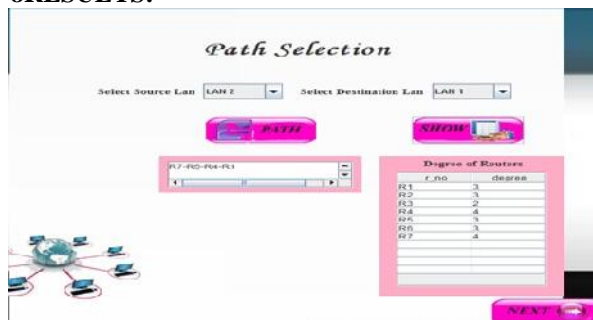 6RESULTS:
Path Selection
Select Source Lan LAN 2 Select Destination Lan LAN 1
PATH SHOW
R7-R5-R4-R1
Degree of Routers
r_no degree
R1 3
R2 3
R3 2
R4 4
R5 3
R6 3
R7 4
NEXT